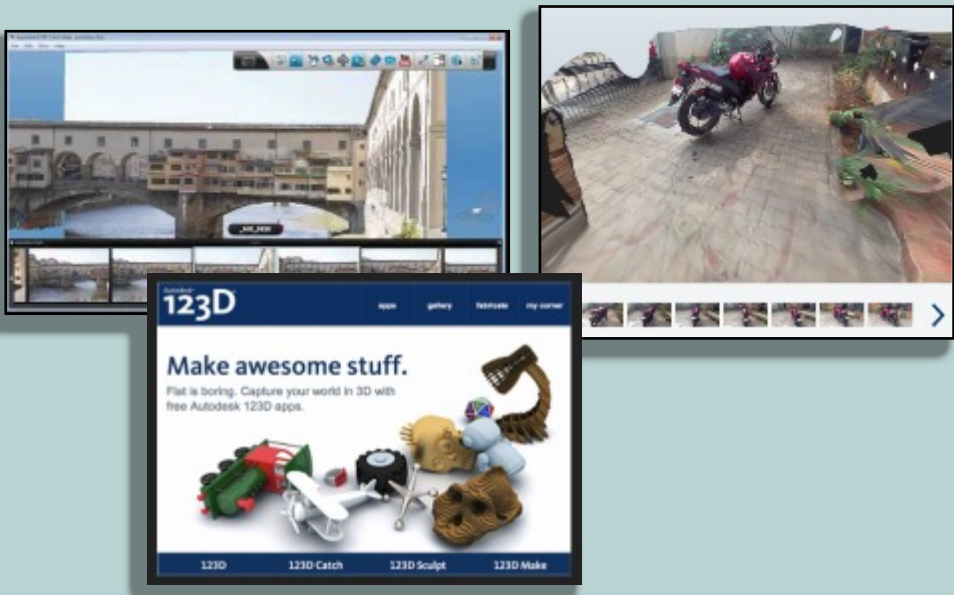 Autodesk
123D
apps gallery fabricate my corner
Make awesome stuff.
Flat is boring. Capture your world in 3D with
free Autodesk 123D apps.
123D 123D Catch 123D Sculpt 123D Make